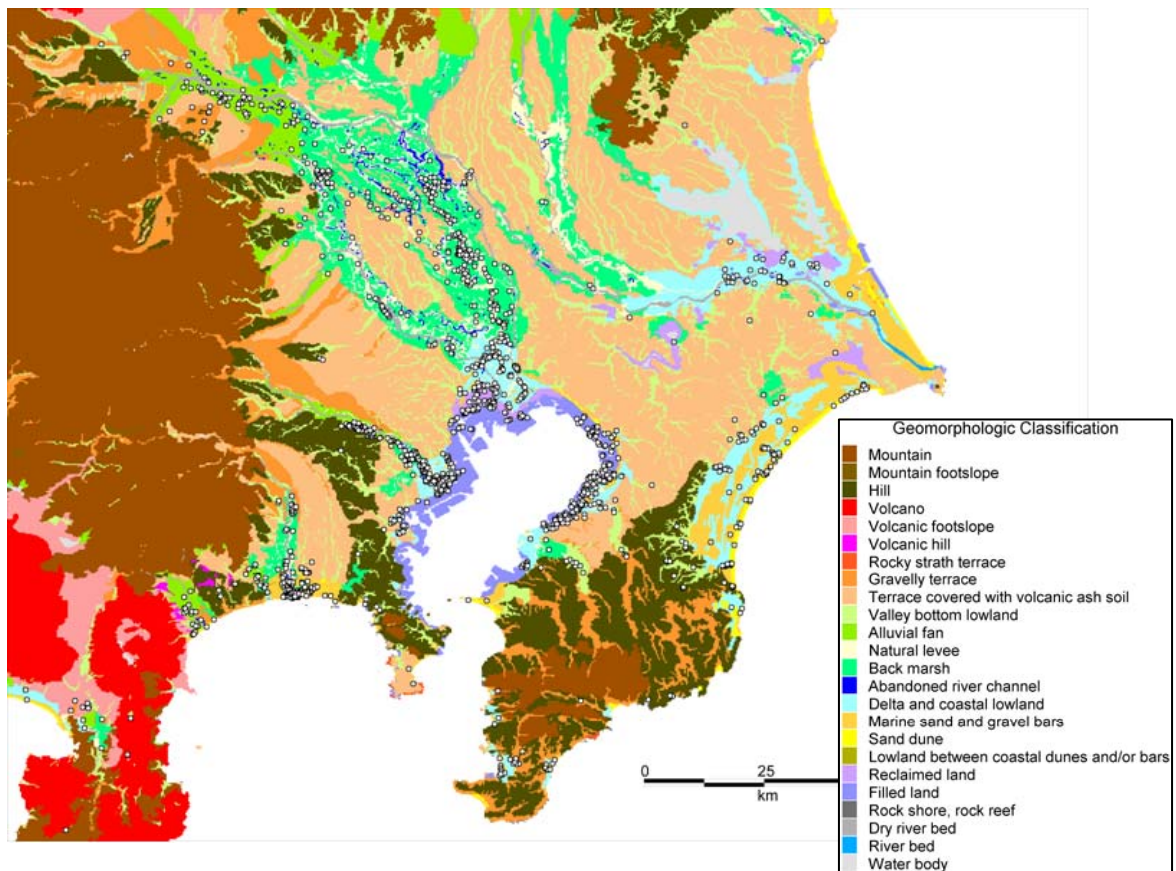 Geomorphologic Classification
Mountain
Mountain footslope
Hill
Volcano
Volcanic footslope
Volcanic hill
Rocky strath terrace
Gravelly terrace
Terrace covered with volcanic ash soil
Valley bottom lowland
Alluvial fan
Natural levee
Back marsh
Abandoned river channel
Delta and coastal lowland
Marine sand and gravel bars
Sand dune
Lowland between coastal dunes and/or bars
Reclaimed land
Filled land
Rock shore, rock reef
Dry river bed
River bed
Water body
0 25
km